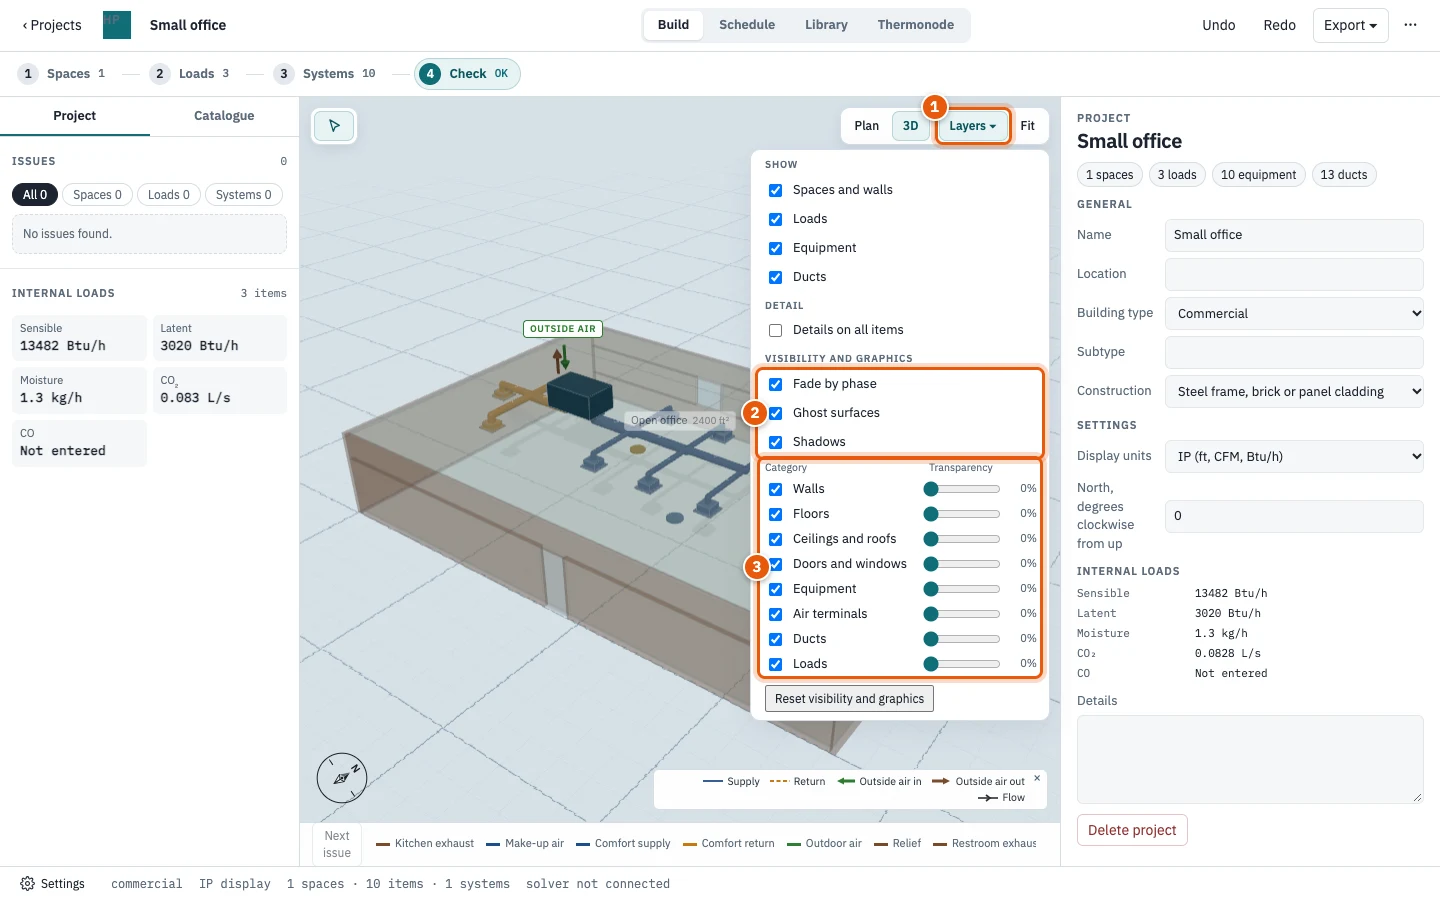 ‹ Projects
HP
Small office
Build
Schedule
Library
Thermonode
Undo
Redo
Export
···
1 Spaces 1
2 Loads 3
3 Systems 10
4 Check OK
Project
Catalogue
ISSUES 0
All 0
Spaces 0
Loads 0
Systems 0
No issues found.
INTERNAL LOADS 3 items
Sensible
13482 Btu/h
Latent
3020 Btu/h
Moisture
1.3 kg/h
CO₂
0.083 L/s
CO
Not entered
Plan
3D
1
Layers
Fit
SHOW
Spaces and walls
Loads
Equipment
Ducts
DETAIL
Details on all items
VISIBILITY AND GRAPHICS
Fade by phase
2
Ghost surfaces
Shadows
Category Transparency
Walls 0%
Floors 0%
Ceilings and roofs 0%
3
Doors and windows 0%
Equipment 0%
Air terminals 0%
Ducts 0%
Loads 0%
Reset visibility and graphics
OUTSIDE AIR
Open office 2400 ft²
N
Supply
Return
Outside air in
Outside air out
×
Flow
Next
issue
Kitchen exhaust
Make-up air
Comfort supply
Comfort return
Outdoor air
Relief
Restroom exhaus
PROJECT
Small office
1 spaces
3 loads
10 equipment
13 ducts
GENERAL
Name Small office
Location
Building type Commercial
Subtype
Construction Steel frame, brick or panel cladding
SETTINGS
Display units IP (ft, CFM, Btu/h)
North,
degrees
clockwise
from up
0
INTERNAL LOADS
Sensible 13482 Btu/h
Latent 3020 Btu/h
Moisture 1.3 kg/h
CO₂ 0.0828 L/s
CO Not entered
Details
Delete project
Settings
commercial
IP display
1 spaces · 10 items · 1 systems
solver not connected